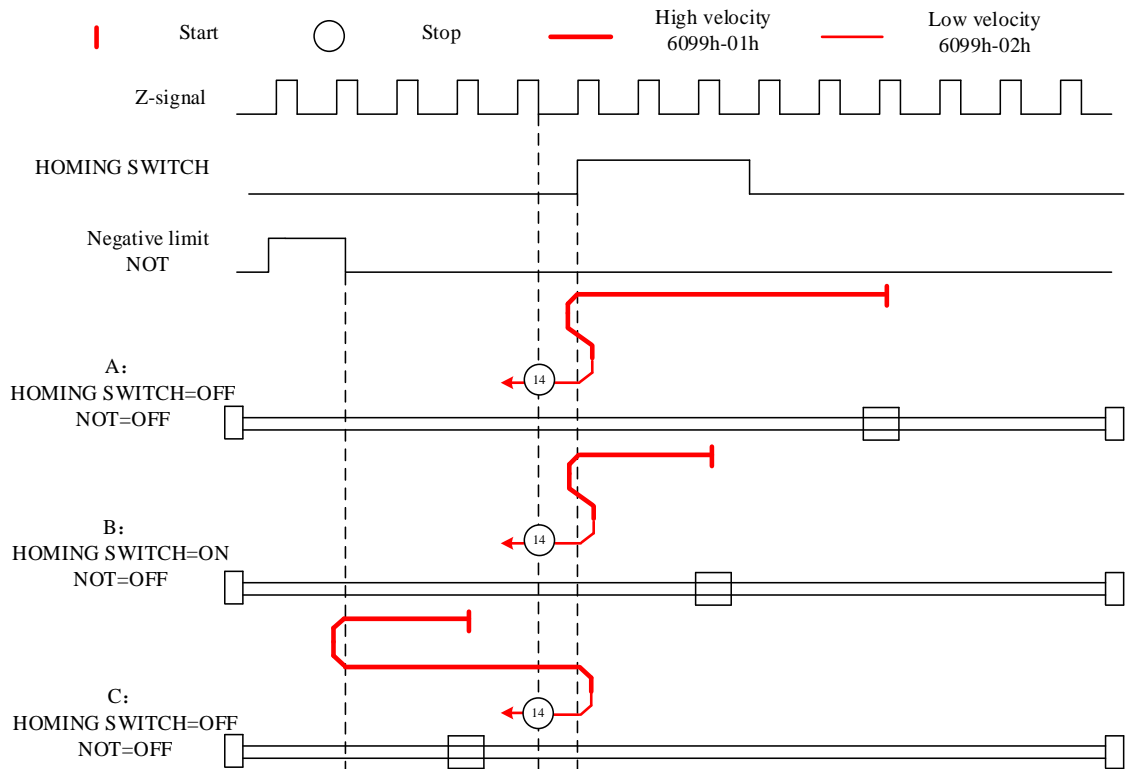 Start
Stop
High velocity
6099h-01h
Low velocity
6099h-02h
Z-signal
HOMING SWITCH
Negative limit
NOT
A：
HOMING SWITCH=OFF
NOT=OFF
14
B：
HOMING SWITCH=ON
NOT=OFF
14
C：
HOMING SWITCH=OFF
NOT=OFF
14